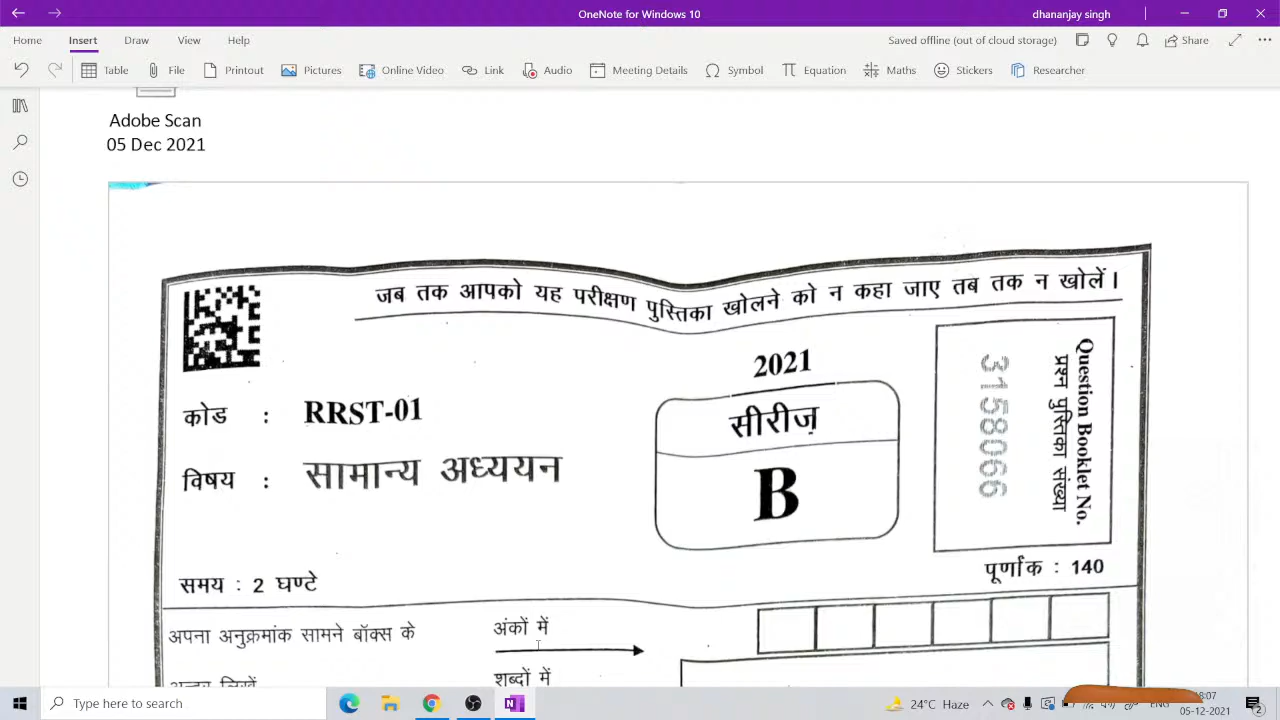 OneNote for Windows 10
dhananjay singh
Home Insert Draw View Help
Saved offline (out of cloud storage)
Share
Table File Printout Pictures Online Video Link Audio Meeting Details Symbol Equation Maths Stickers Researcher
Adobe Scan
05 Dec 2021
जब तक आपको यह परीक्षण पुस्तिका खोलने को न कहा जाए तब तक न खोलें।
2021
कोड : RRST-01
सीरीज़
विषय : सामान्य अध्ययन
B
Question Booklet No.
प्रश्न पुस्तिका संख्या
3158066
समय : 2 घण्टे
पूर्णांक : 140
अपना अनुक्रमांक सामने बॉक्स के
अंकों में
अन्दर लिखें
शब्दों में
Type here to search
24°C Haze
ENG
05-12-2021
2